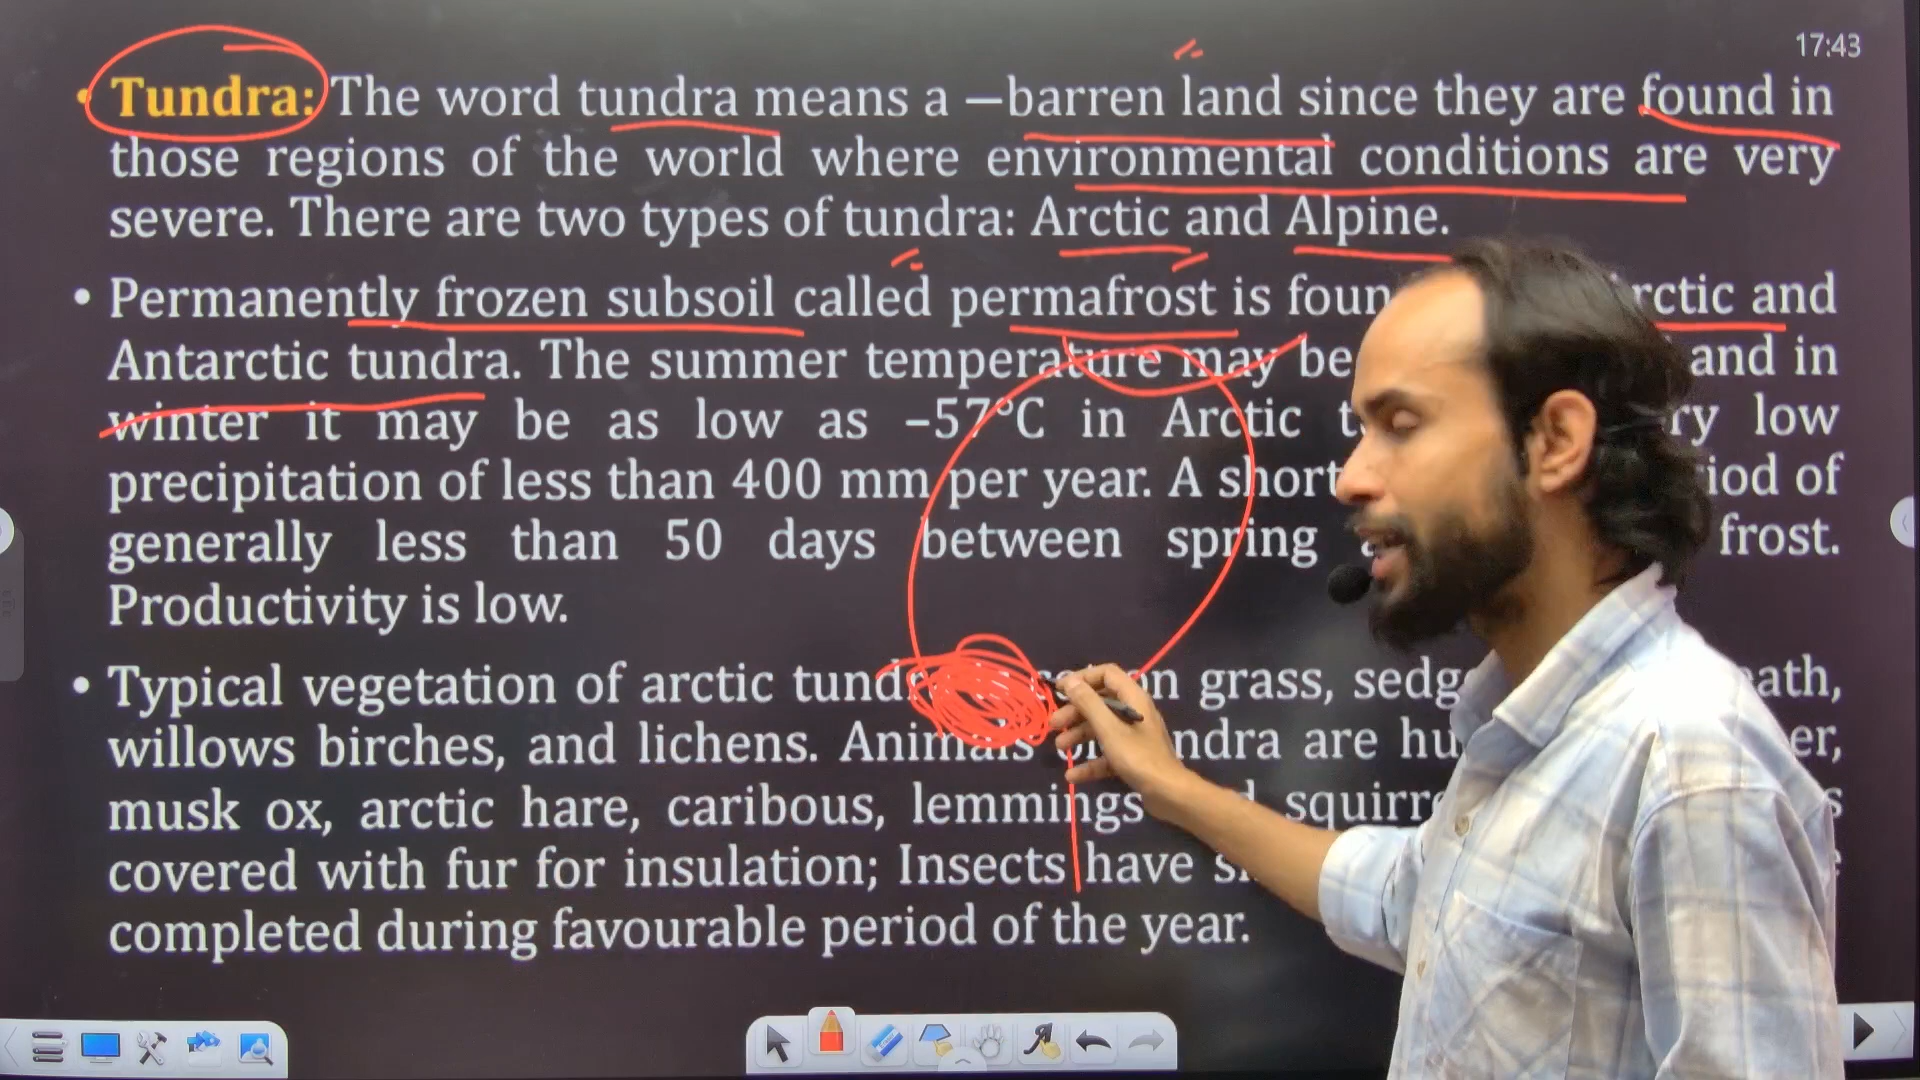 17:43
• Tundra: The word tundra means a —barren land since they are found in
those regions of the world where environmental conditions are very
severe. There are two types of tundra: Arctic and Alpine.
• Permanently frozen subsoil called permafrost is foun rctic and
Antarctic tundra. The summer temperature may be and in
winter it may be as low as –57°C in Arctic t ry low
precipitation of less than 400 mm per year. A short iod of
generally less than 50 days between spring frost.
Productivity is low.
• Typical vegetation of arctic tund n grass, sedg ath,
willows birches, and lichens. Animals ndra are hu er,
musk ox, arctic hare, caribous, lemmings squirr s
covered with fur for insulation; Insects have s
completed during favourable period of the year.